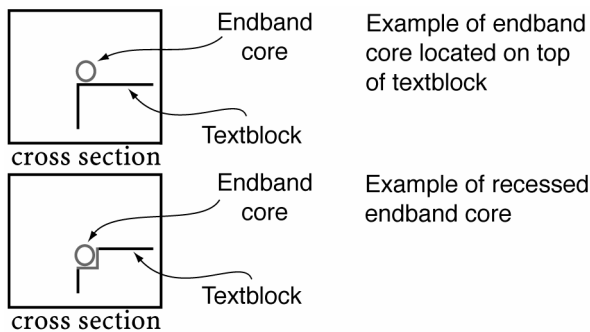 Endband
core
Textblock
cross section
Example of endband
core located on top
of textblock
Endband
core
Textblock
cross section
Example of recessed
endband core